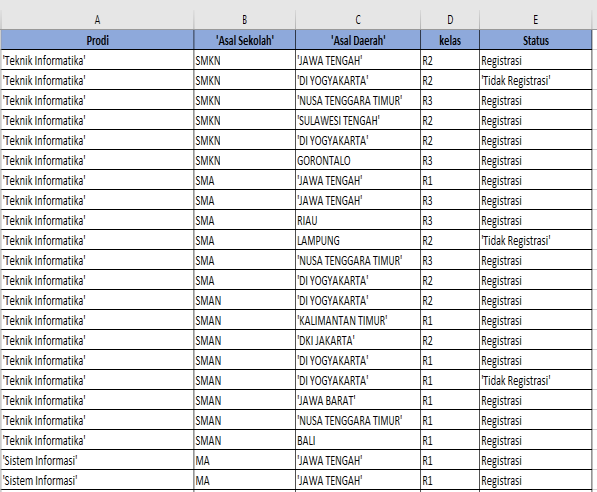 A B C D E
Prodi 'Asal Sekolah' 'Asal Daerah' kelas Status
'Teknik Informatika' SMKN 'JAWA TENGAH' R2 Registrasi
'Teknik Informatika' SMKN 'DI YOGYAKARTA' R2 'Tidak Registrasi'
'Teknik Informatika' SMKN 'NUSA TENGGARA TIMUR' R3 Registrasi
'Teknik Informatika' SMKN 'SULAWESI TENGAH' R2 Registrasi
'Teknik Informatika' SMKN 'DI YOGYAKARTA' R2 Registrasi
'Teknik Informatika' SMKN GORONTALO R3 Registrasi
'Teknik Informatika' SMA 'JAWA TENGAH' R1 Registrasi
'Teknik Informatika' SMA 'JAWA TENGAH' R3 Registrasi
'Teknik Informatika' SMA RIAU R3 Registrasi
'Teknik Informatika' SMA LAMPUNG R2 'Tidak Registrasi'
'Teknik Informatika' SMA 'NUSA TENGGARA TIMUR' R3 Registrasi
'Teknik Informatika' SMA 'DI YOGYAKARTA' R2 Registrasi
'Teknik Informatika' SMAN 'DI YOGYAKARTA' R2 Registrasi
'Teknik Informatika' SMAN 'KALIMANTAN TIMUR' R1 Registrasi
'Teknik Informatika' SMAN 'DKI JAKARTA' R2 Registrasi
'Teknik Informatika' SMAN 'DI YOGYAKARTA' R1 Registrasi
'Teknik Informatika' SMAN 'DI YOGYAKARTA' R1 'Tidak Registrasi'
'Teknik Informatika' SMAN 'JAWA BARAT' R1 Registrasi
'Teknik Informatika' SMAN 'NUSA TENGGARA TIMUR' R1 Registrasi
'Teknik Informatika' SMAN BALI R1 Registrasi
'Sistem Informasi' MA 'JAWA TENGAH' R1 Registrasi
'Sistem Informasi' MA 'JAWA TENGAH' R1 Registrasi